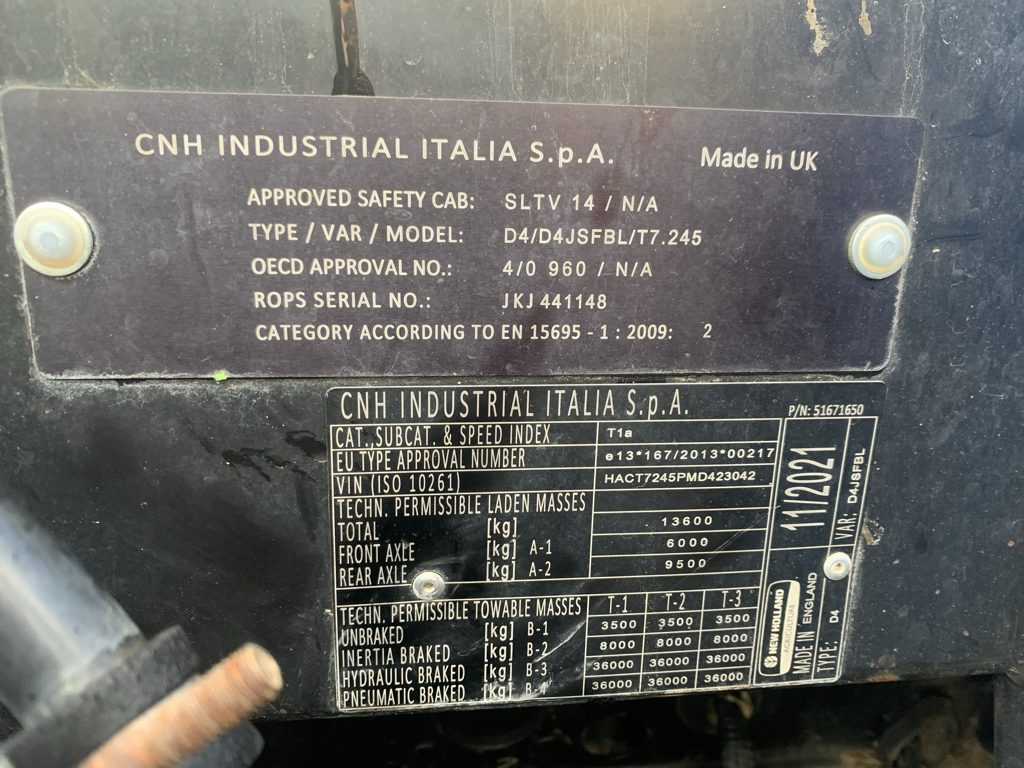 CNH INDUSTRIAL ITALIA S.p.A. Made in UK
APPROVED SAFETY CAB: SLTV 14 / N/A
TYPE / VAR / MODEL: D4/D4JSFBL/T7.245
OECD APPROVAL NO.: 4/0 960 / N/A
ROPS SERIAL NO.: JKJ 441148
CATEGORY ACCORDING TO EN 15695 - 1 : 2009: 2
CNH INDUSTRIAL ITALIA S.p.A. P/N: 51671650
CAT.,SUBCAT. & SPEED INDEX T1a
EU TYPE APPROVAL NUMBER e13*167/2013*00217
VIN (ISO 10261) HACT7245PMD423042
TECHN. PERMISSIBLE LADEN MASSES
TOTAL [kg] 13600
FRONT AXLE [kg] A-1 6000
REAR AXLE [kg] A-2 9500
TECHN. PERMISSIBLE TOWABLE MASSES T-1 T-2 T-3
UNBRAKED [kg] B-1 3500 3500 3500
INERTIA BRAKED [kg] B-2 8000 8000 8000
HYDRAULIC BRAKED [kg] B-3 36000 36000 36000
PNEUMATIC BRAKED [kg] B-4 36000 36000 36000
11/2021
VAR. D4JSFBL
NEW HOLLAND
AGRICULTURE
MADE IN ENGLAND
TYPE: D4